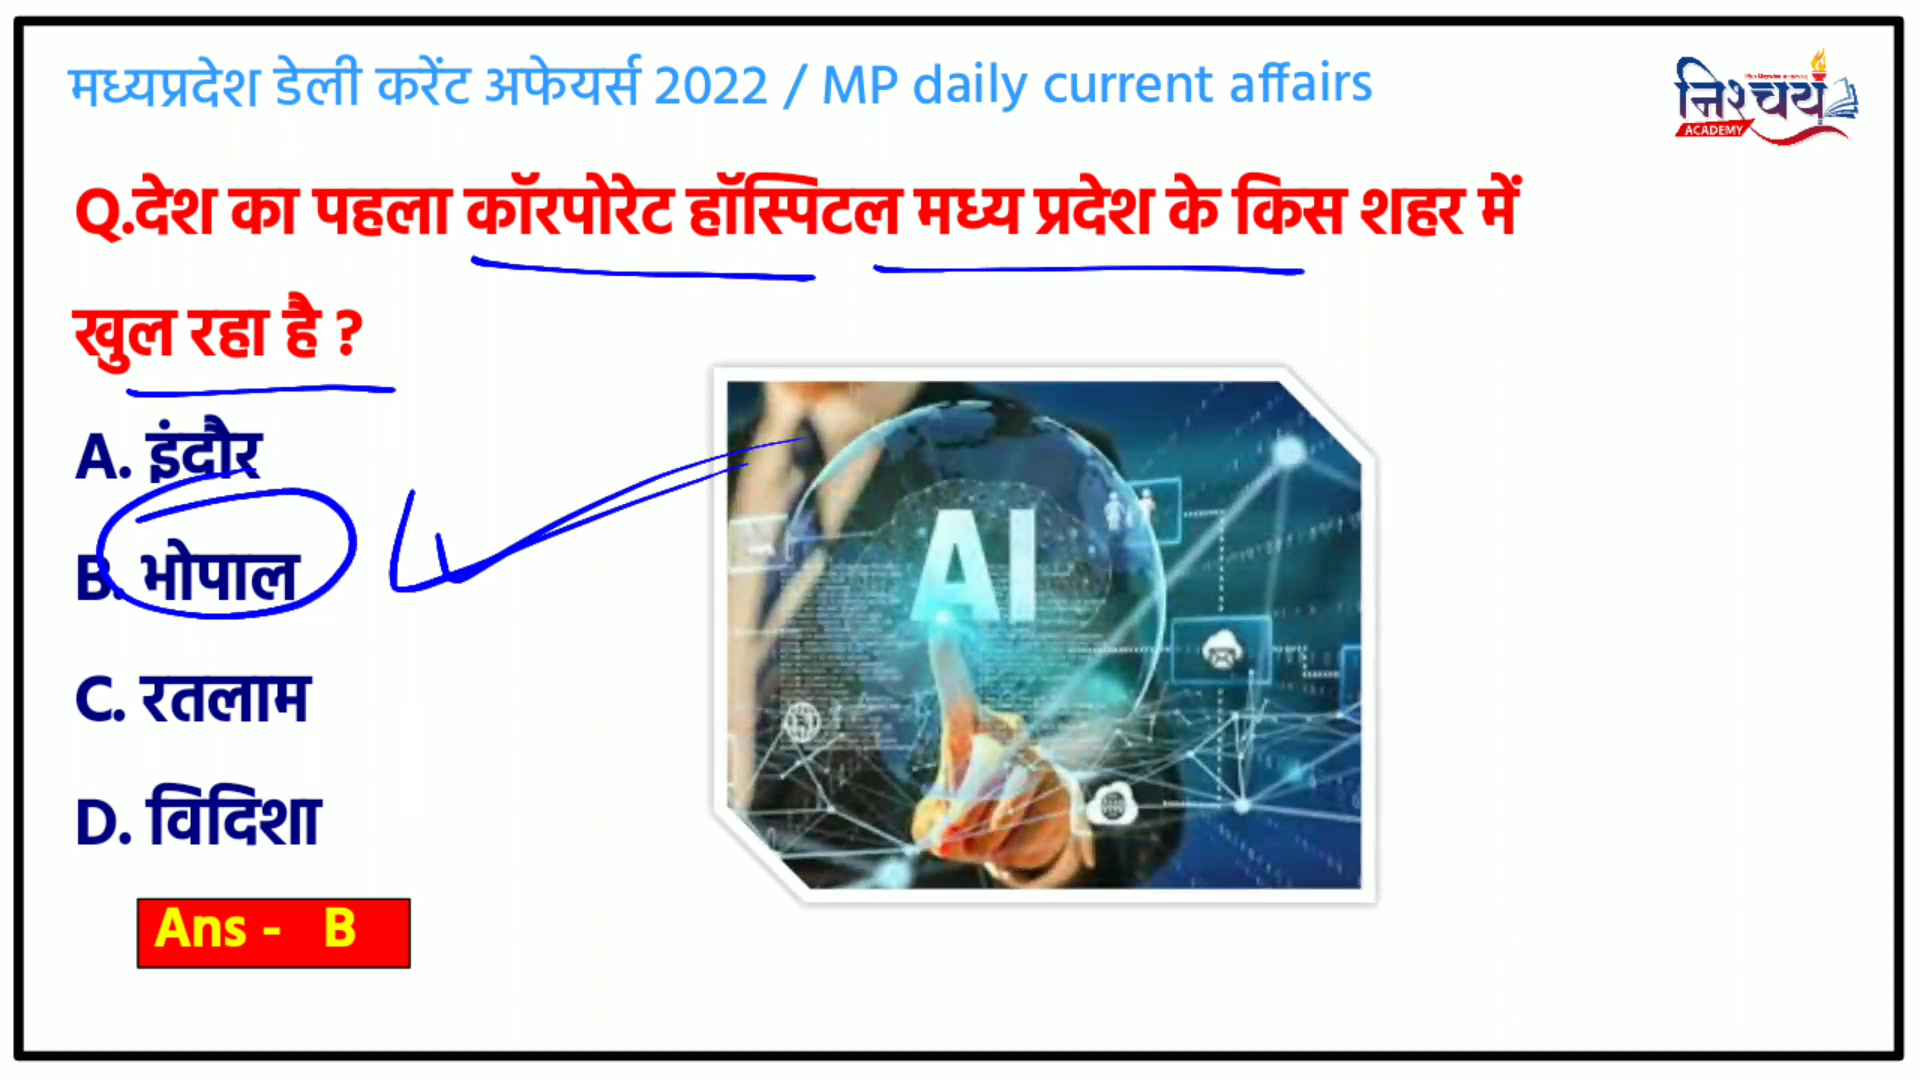 मध्यप्रदेश डेली करेंट अफेयर्स 2022 / MP daily current affairs
निश्चय
ACADEMY
Q.देश का पहला कॉरपोरेट हॉस्पिटल मध्य प्रदेश के किस शहर में
खुल रहा है ?
A. इंदौर
B. भोपाल
C. रतलाम
D. विदिशा
AI
Ans - B